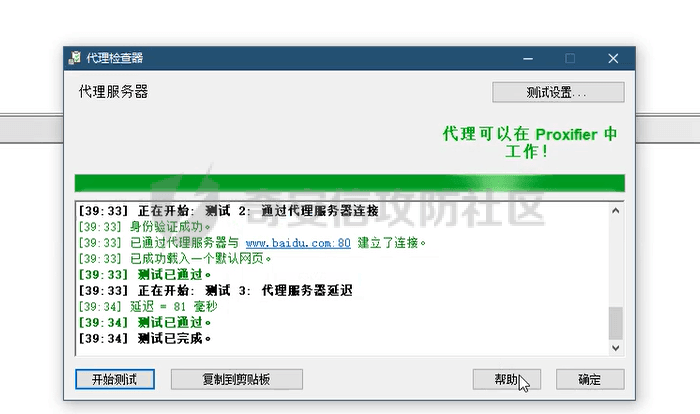 代理检查器
代理服务器
测试设置...
代理可以在 Proxifier 中
工作！
奇安信攻防社区
[39:33] 正在开始: 测试 2: 通过代理服务器连接
[39:33] 身份验证成功。
[39:33] 已通过代理服务器与 www.baidu.com:80 建立了连接。
[39:33] 已成功载入一个默认网页。
[39:33] 测试已通过。
[39:33] 正在开始: 测试 3: 代理服务器延迟
[39:34] 延迟 = 81 毫秒
[39:34] 测试已通过。
[39:34] 测试已完成。
开始测试
复制到剪贴板
帮助
确定